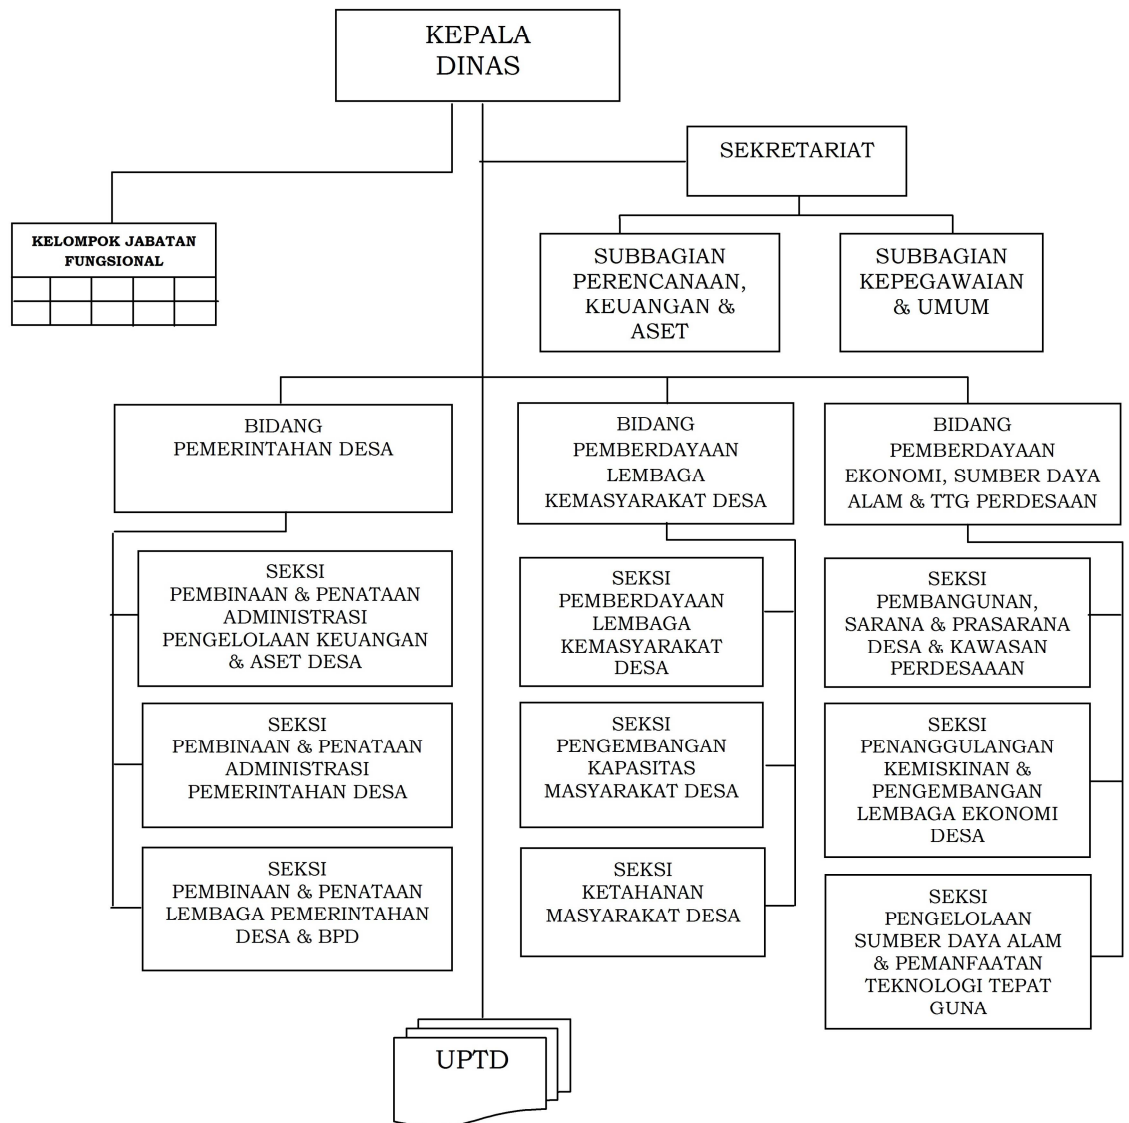 KEPALA
DINAS
SEKRETARIAT
KELOMPOK JABATAN
FUNGSIONAL
SUBBAGIAN
PERENCANAAN,
KEUANGAN &
ASET
SUBBAGIAN
KEPEGAWAIAN
& UMUM
BIDANG
PEMERINTAHAN DESA
BIDANG
PEMBERDAYAAN
LEMBAGA
KEMASYARAKAT DESA
BIDANG
PEMBERDAYAAN
EKONOMI, SUMBER DAYA
ALAM & TTG PERDESAAN
SEKSI
PEMBINAAN & PENATAAN
ADMINISTRASI
PENGELOLAAN KEUANGAN
& ASET DESA
SEKSI
PEMBERDAYAAN
LEMBAGA
KEMASYARAKAT
DESA
SEKSI
PEMBANGUNAN,
SARANA & PRASARANA
DESA & KAWASAN
PERDESAAAN
SEKSI
PEMBINAAN & PENATAAN
ADMINISTRASI
PEMERINTAHAN DESA
SEKSI
PENGEMBANGAN
KAPASITAS
MASYARAKAT DESA
SEKSI
PENANGGULANGAN
KEMISKINAN &
PENGEMBANGAN
LEMBAGA EKONOMI
DESA
SEKSI
PEMBINAAN & PENATAAN
LEMBAGA PEMERINTAHAN
DESA & BPD
SEKSI
KETAHANAN
MASYARAKAT DESA
SEKSI
PENGELOLAAN
SUMBER DAYA ALAM
& PEMANFAATAN
TEKNOLOGI TEPAT
GUNA
UPTD